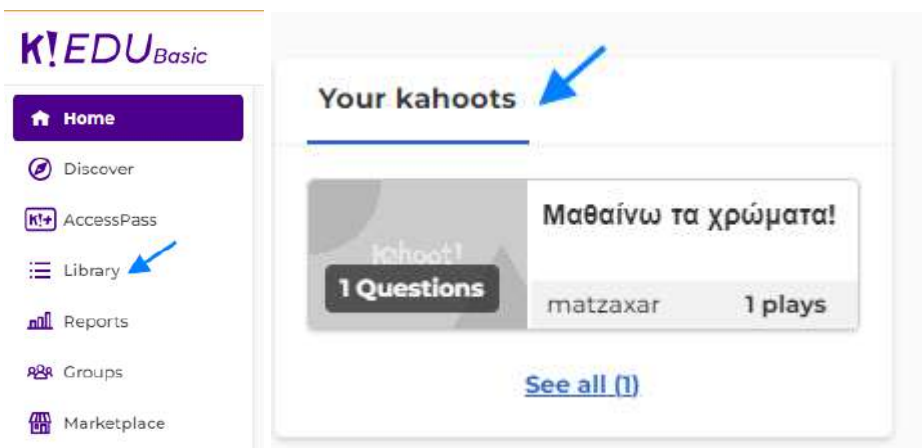 K!EDU Basic
Home
Discover
K!+ AccessPass
Library
Reports
Groups
Marketplace
Your kahoots
Kahoot!
1 Questions
Μαθαίνω τα χρώματα!
matzaxar 1 plays
See all (1)